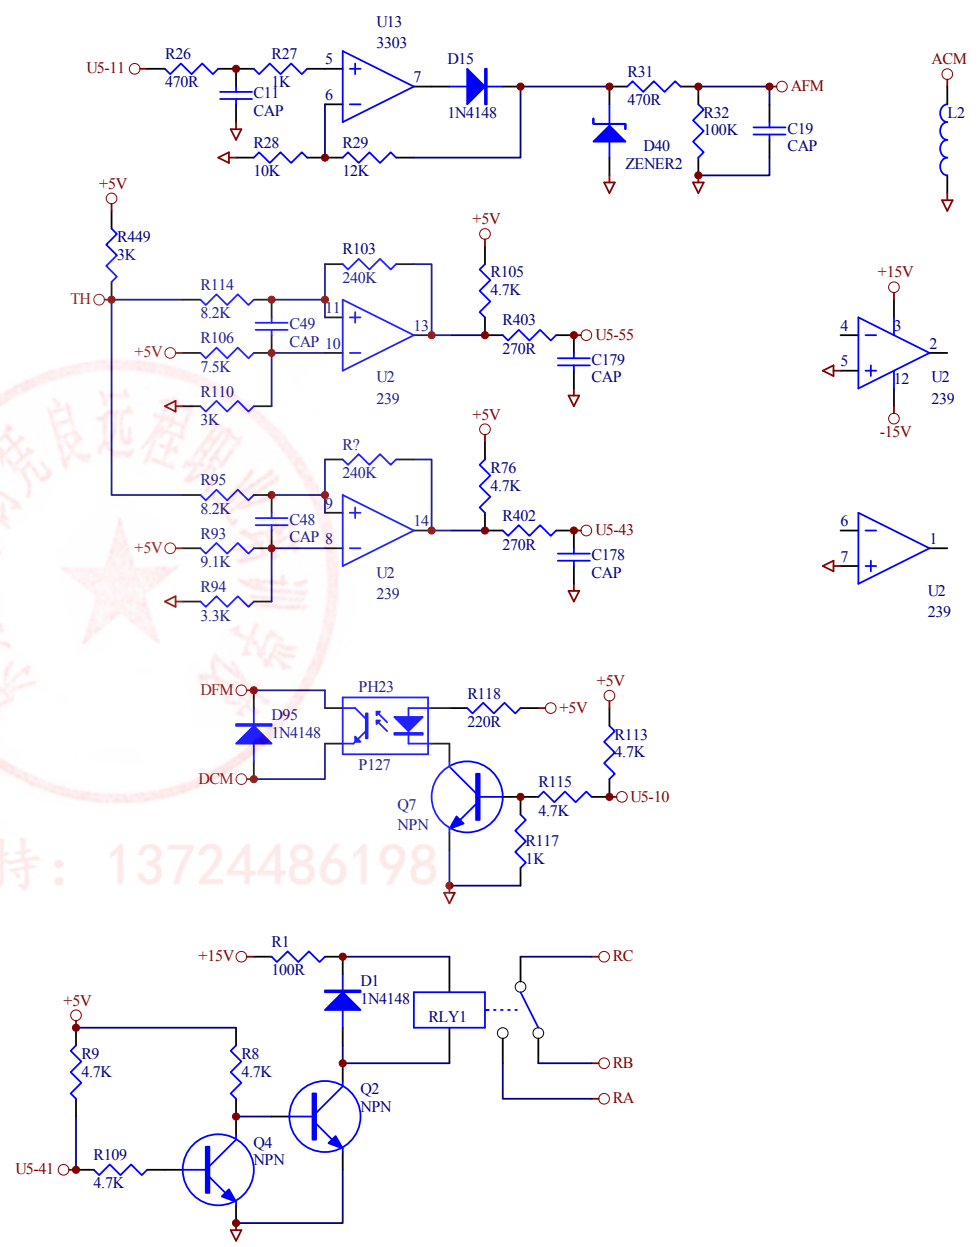 U13
3303
U5-11
R26
470R
R27
1K
C11
CAP
5
6
7
D15
1N4148
R28
10K
R29
12K
R31
470R
D40
ZENER2
R32
100K
C19
CAP
AFM
ACM
L2
+5V
R449
3K
TH
R114
8.2K
R106
7.5K
+5V
R110
3K
C49
CAP
R103
240K
11
10
13
U2
239
+5V
R105
4.7K
R403
270R
U5-55
C179
CAP
+15V
4
5
3
2
12
U2
239
-15V
R95
8.2K
R93
9.1K
+5V
R94
3.3K
C48
CAP
R?
240K
9
8
14
U2
239
+5V
R76
4.7K
R402
270R
U5-43
C178
CAP
6
7
1
U2
239
DFM
D95
1N4148
DCM
PH23
P127
R118
220R
+5V
+5V
R113
4.7K
R115
4.7K
U5-10
Q7
NPN
R117
1K
持：13724486198
+15V
R1
100R
D1
1N4148
RLY1
RC
RB
RA
+5V
R9
4.7K
R8
4.7K
Q2
NPN
Q4
NPN
U5-41
R109
4.7K